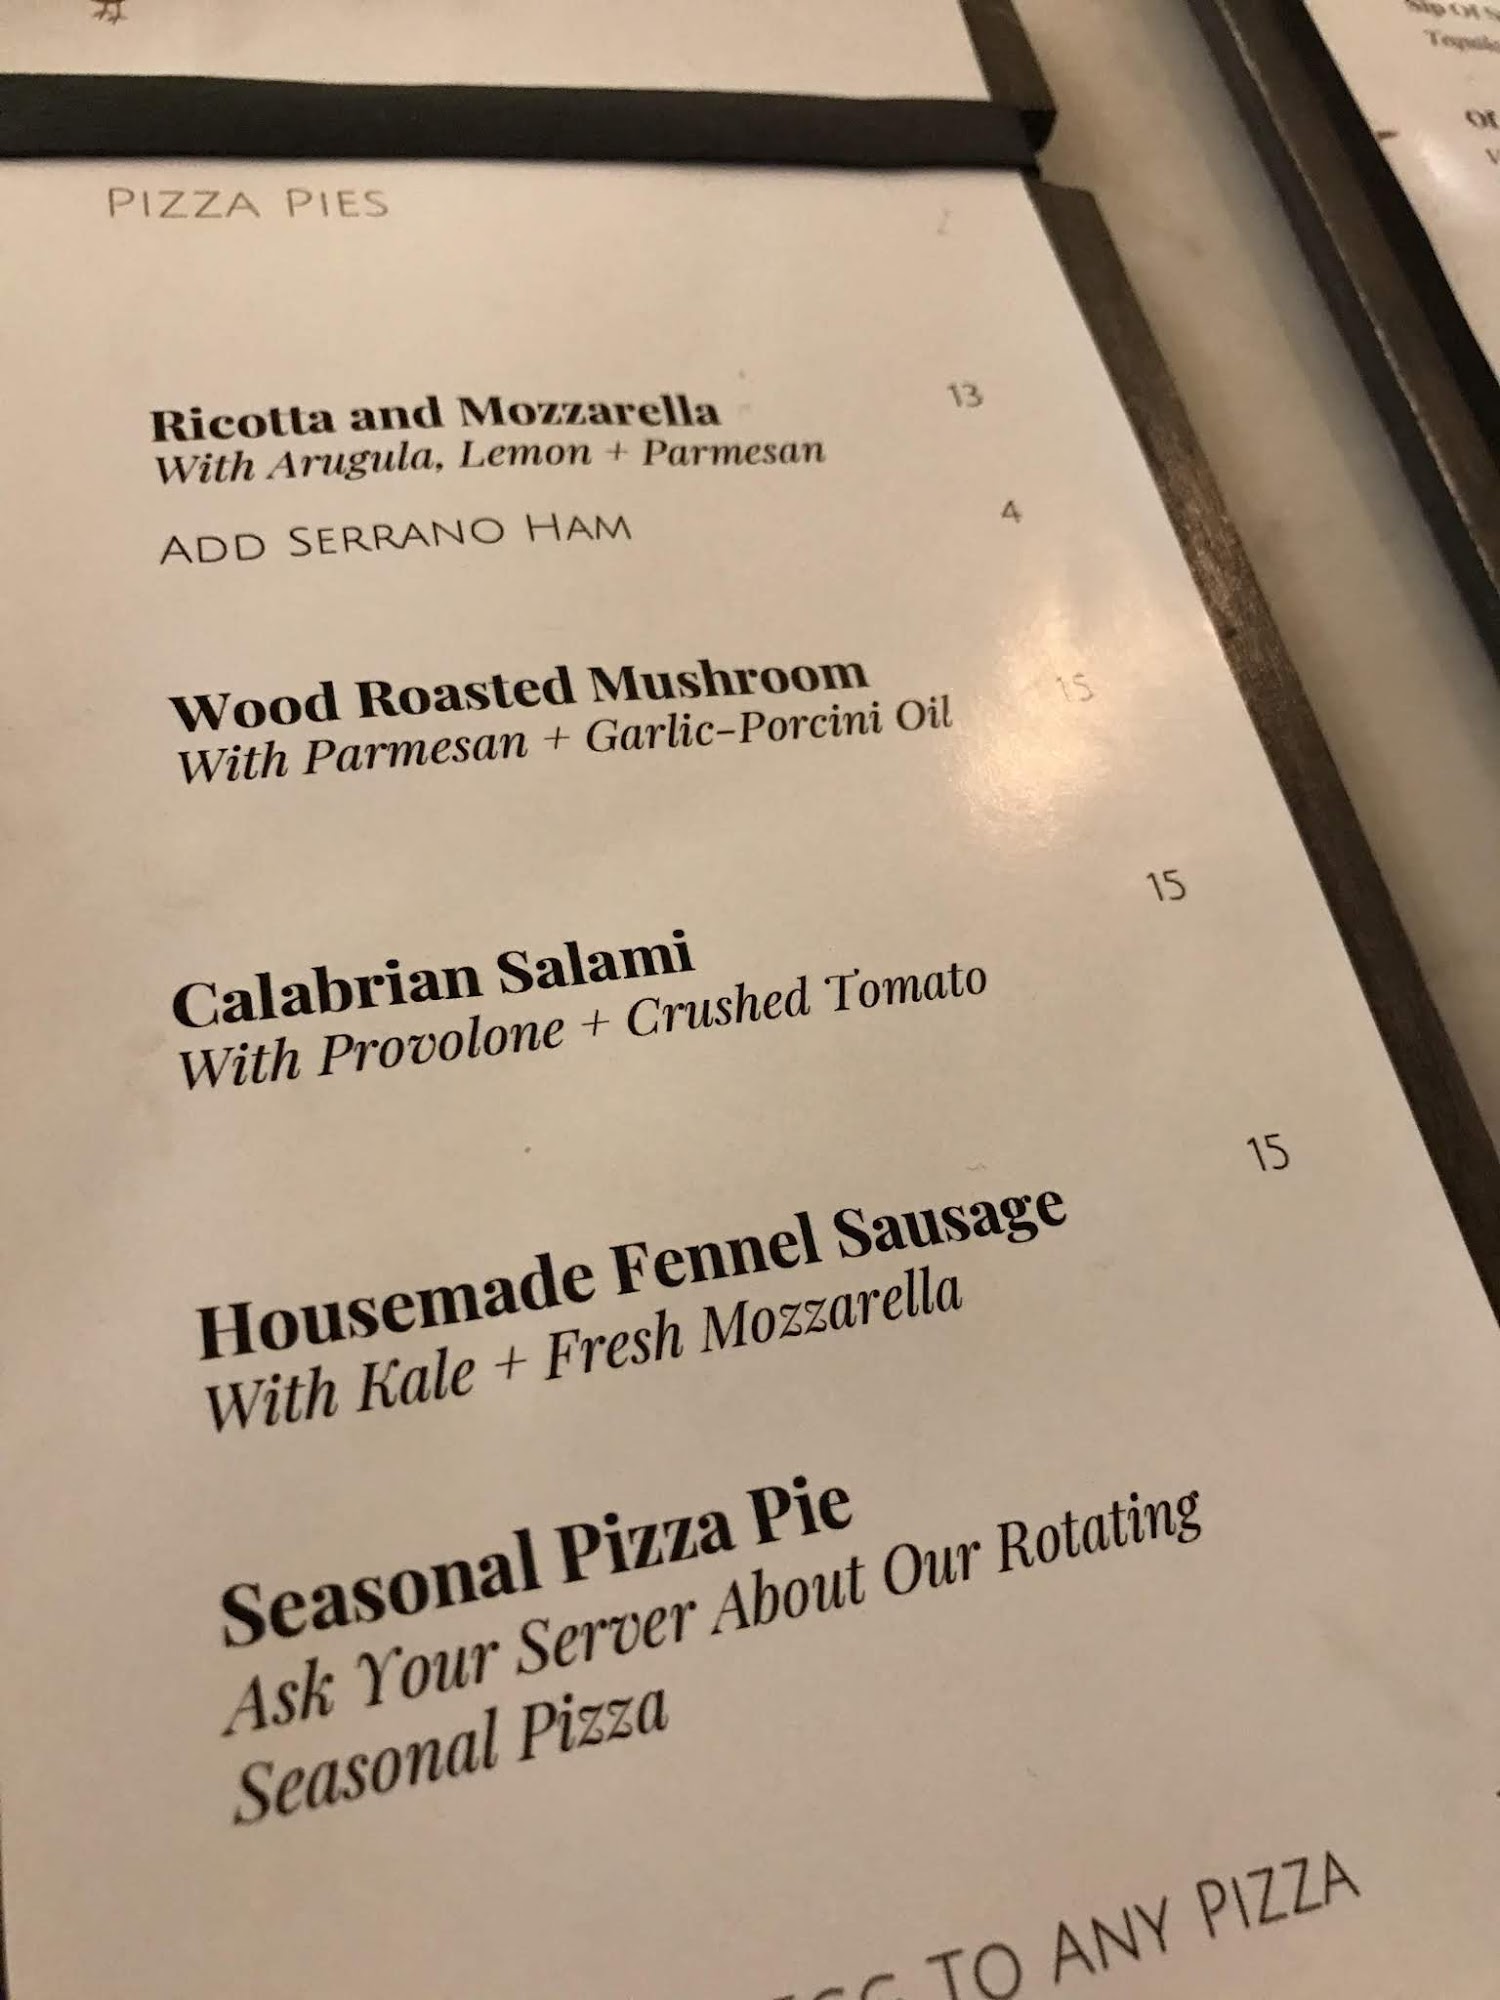 PIZZA PIES
Ricotta and Mozzarella 13
With Arugula, Lemon + Parmesan
ADD SERRANO HAM 4
Wood Roasted Mushroom 15
With Parmesan + Garlic-Porcini Oil
Calabrian Salami 15
With Provolone + Crushed Tomato
Housemade Fennel Sausage 15
With Kale + Fresh Mozzarella
Seasonal Pizza Pie
Ask Your Server About Our Rotating
Seasonal Pizza
TO ANY PIZZA
Sip Of